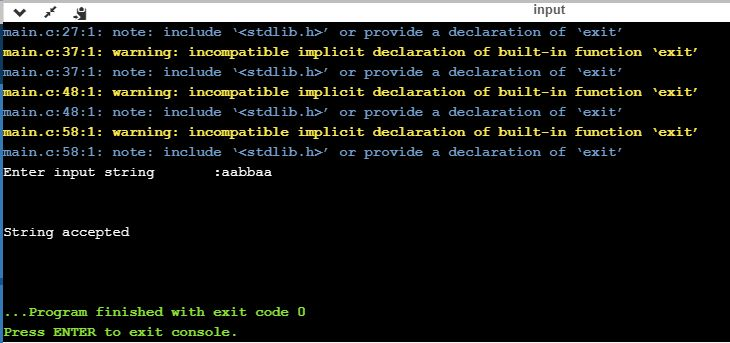 input
main.c:27:1: note: include ‘<stdlib.h>’ or provide a declaration of ‘exit’
main.c:37:1: warning: incompatible implicit declaration of built-in function ‘exit’
main.c:37:1: note: include ‘<stdlib.h>’ or provide a declaration of ‘exit’
main.c:48:1: warning: incompatible implicit declaration of built-in function ‘exit’
main.c:48:1: note: include ‘<stdlib.h>’ or provide a declaration of ‘exit’
main.c:58:1: warning: incompatible implicit declaration of built-in function ‘exit’
main.c:58:1: note: include ‘<stdlib.h>’ or provide a declaration of ‘exit’
Enter input string       :aabbaa
String accepted
...Program finished with exit code 0
Press ENTER to exit console.